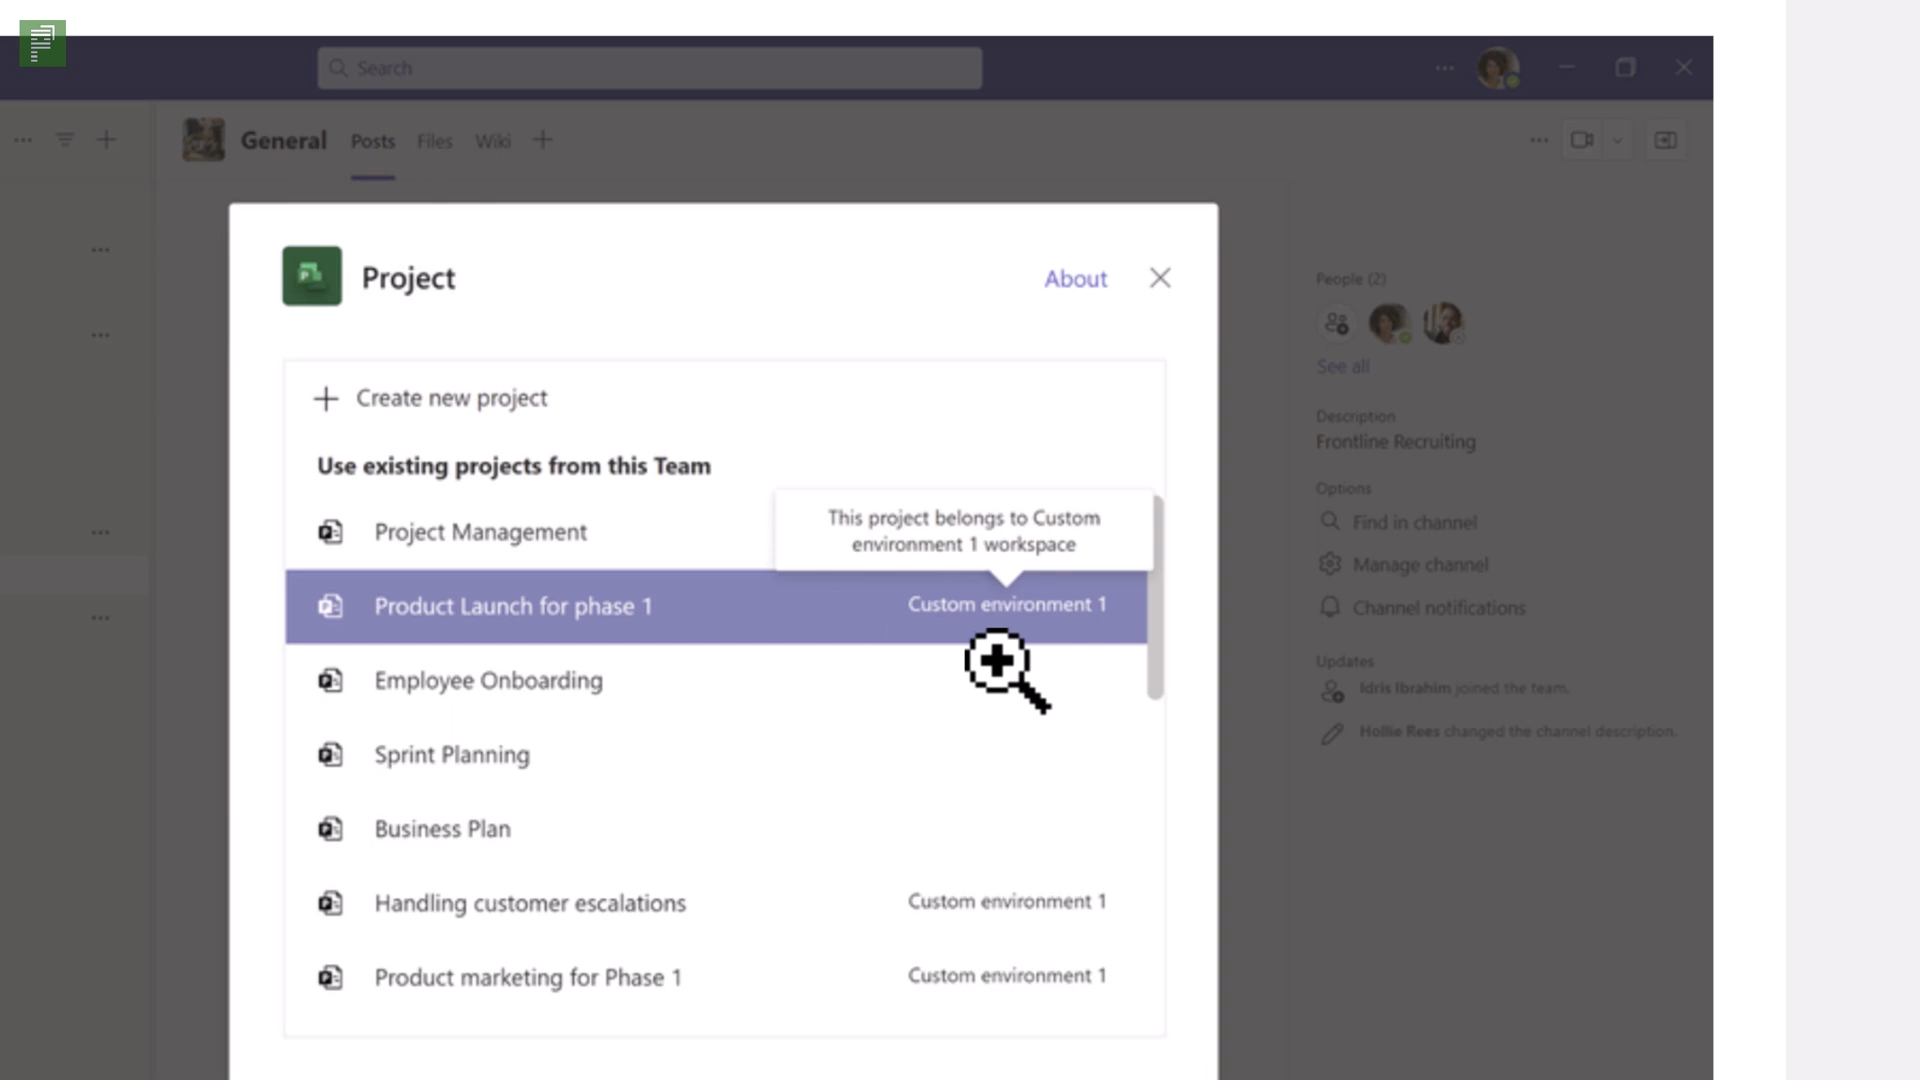 Search
General
Posts
Files
Wiki
Project
About
Create new project
Use existing projects from this Team
Project Management
This project belongs to Custom
environment 1 workspace
Product Launch for phase 1
Custom environment 1
Employee Onboarding
Sprint Planning
Business Plan
Handling customer escalations
Custom environment 1
Product marketing for Phase 1
Custom environment 1
People (2)
See all
Description
Frontline Recruiting
Options
Find in channel
Manage channel
Channel notifications
Updates
Idris Ibrahim joined the team.
Hollie Rees changed the channel description.